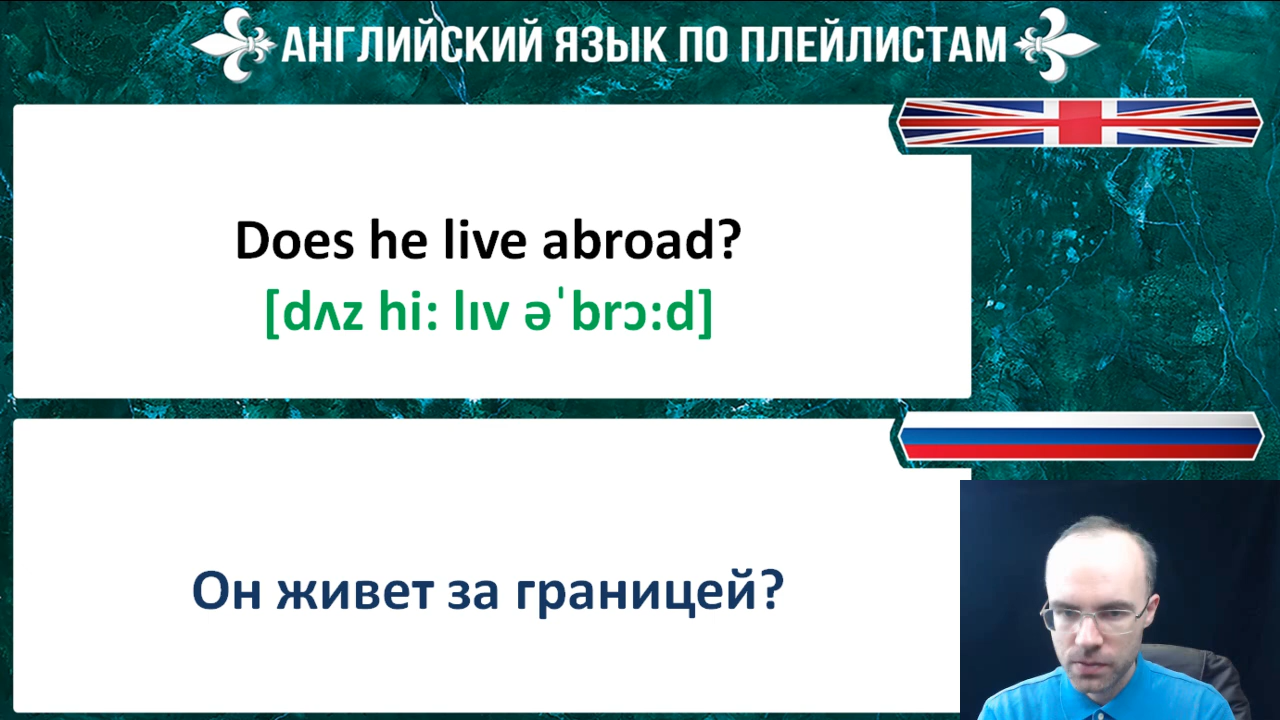 АНГЛИЙСКИЙ ЯЗЫК ПО ПЛЕЙЛИСТАМ
Does he live abroad?
[dʌz hi: lɪv əˈbrɔ:d]
Он живет за границей?